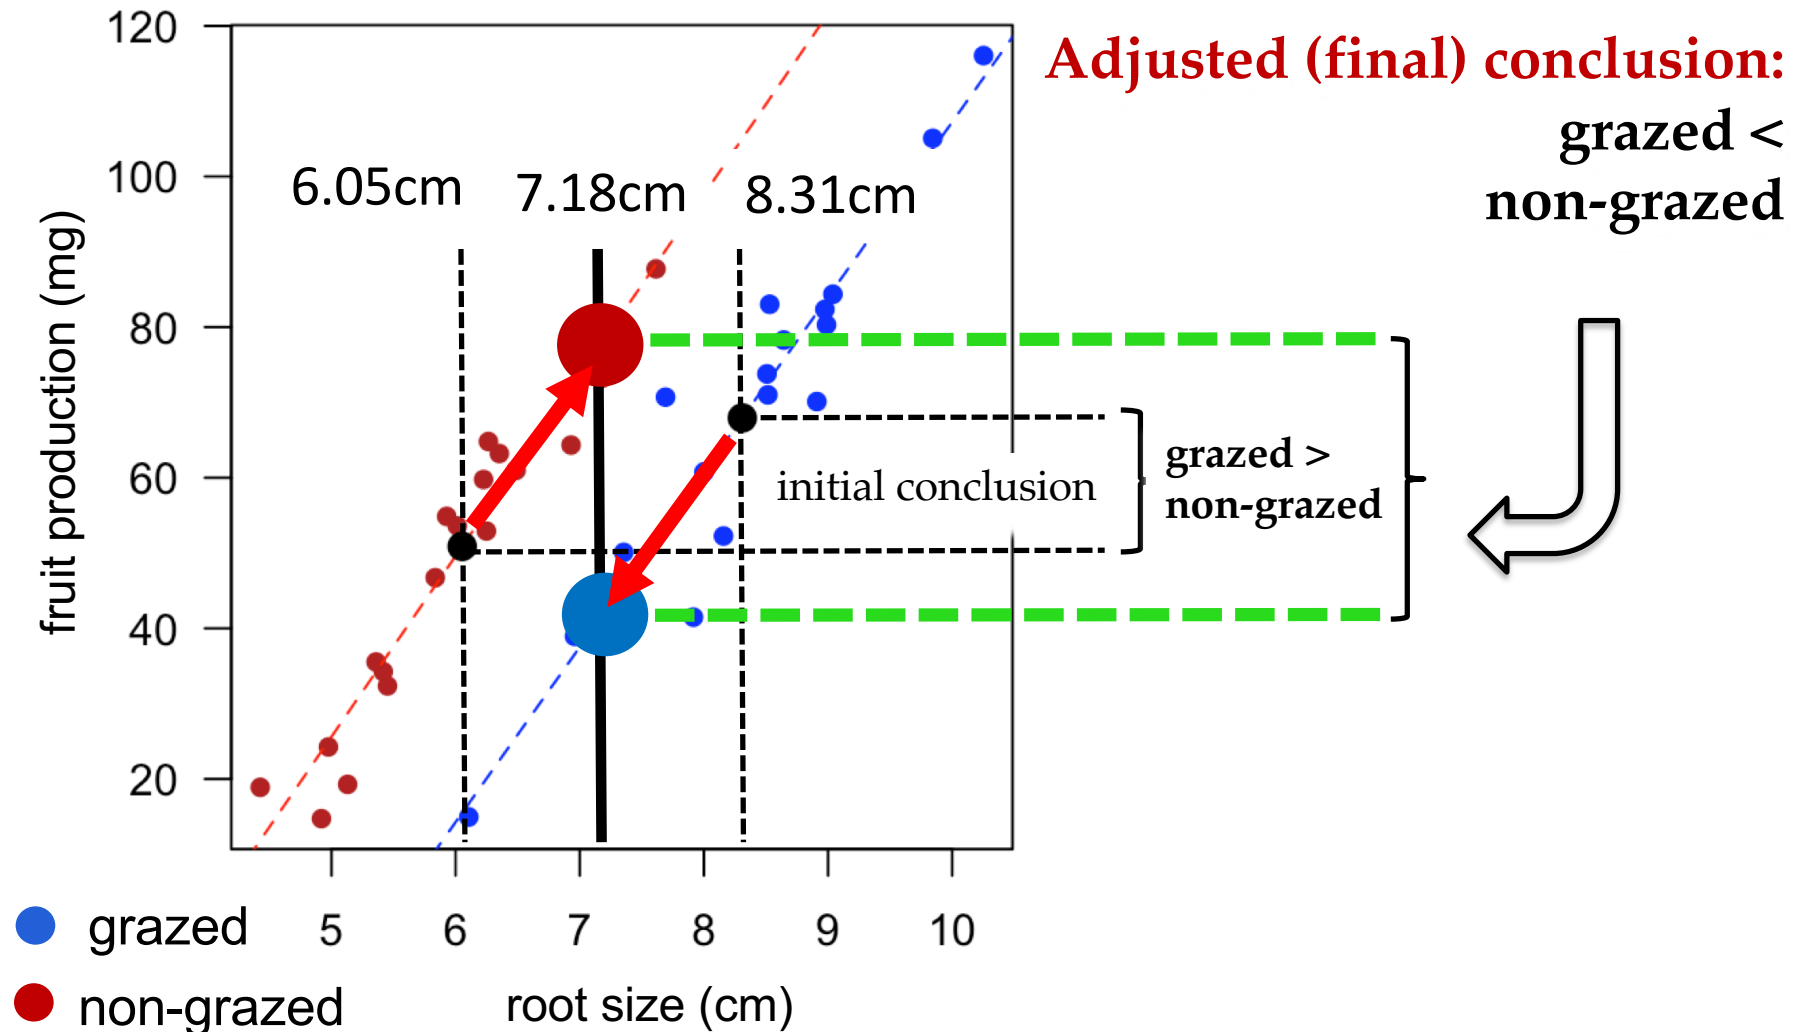 120
100
80
60
40
20
fruit production (mg)
6.05cm
7.18cm
8.31cm
Adjusted (final) conclusion:
grazed <
non-grazed
initial conclusion
grazed >
non-grazed
5
6
7
8
9
10
root size (cm)
grazed
non-grazed